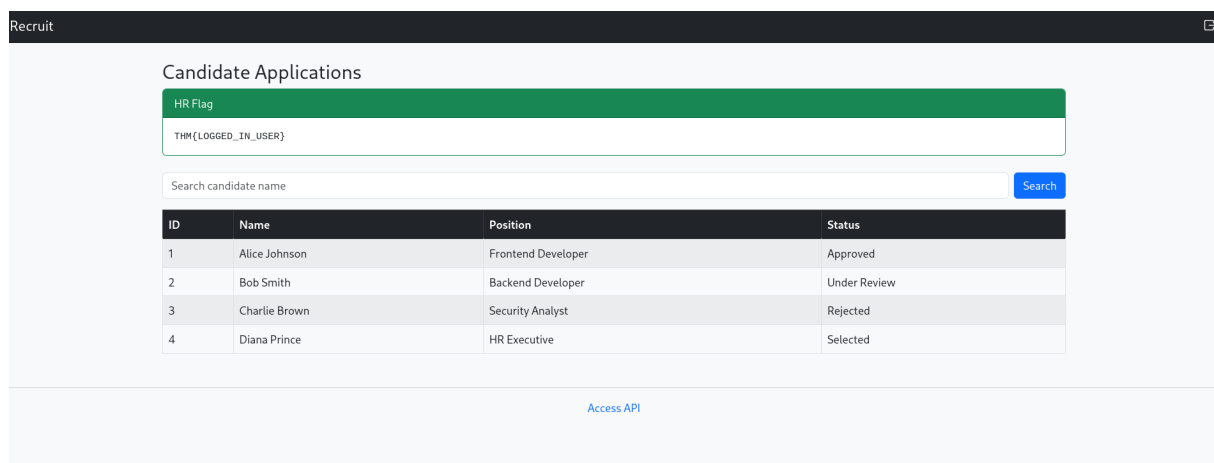 Recruit
Candidate Applications
HR Flag
THM{LOGGED_IN_USER}
Search candidate name Search
ID Name Position Status
1 Alice Johnson Frontend Developer Approved
2 Bob Smith Backend Developer Under Review
3 Charlie Brown Security Analyst Rejected
4 Diana Prince HR Executive Selected
Access API